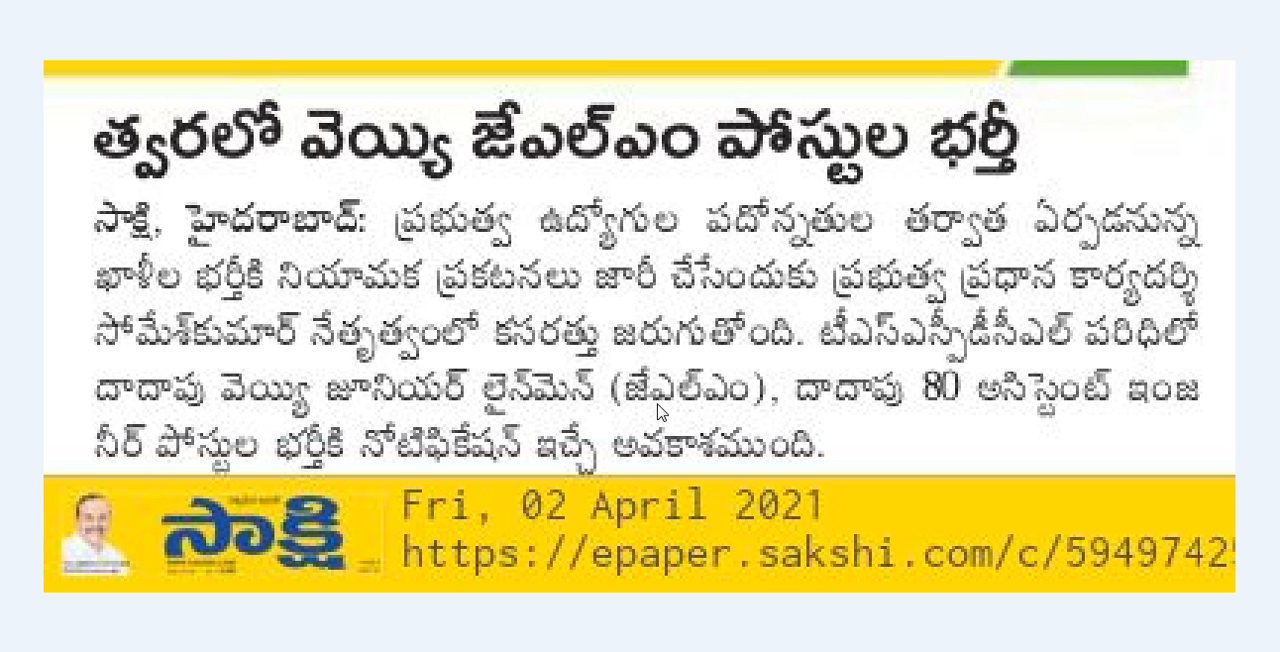 త్వరలో వెయ్యి జేఎల్ఎం పోస్టుల భర్తీ
సాక్షి, హైదరాబాద్: ప్రభుత్వ ఉద్యోగుల పదోన్నతుల తర్వాత ఏర్పడనున్న
ఖాళీల భర్తీకి నియామక ప్రకటనలు జారీ చేసేందుకు ప్రభుత్వ ప్రధాన కార్యదర్శి
సోమేశ్‌కుమార్ నేతృత్వంలో కసరత్తు జరుగుతోంది. టీఎస్ఎస్పీడీసీఎల్ పరిధిలో
దాదాపు వెయ్యి జూనియర్ లైన్‌మెన్ (జేఎల్ఎం), దాదాపు 80 అసిస్టెంట్ ఇంజ
నీర్ పోస్టుల భర్తీకి నోటిఫికేషన్ ఇచ్చే అవకాశముంది.
సాక్షి
Fri, 02 April 2021
https://epaper.sakshi.com/c/5949742